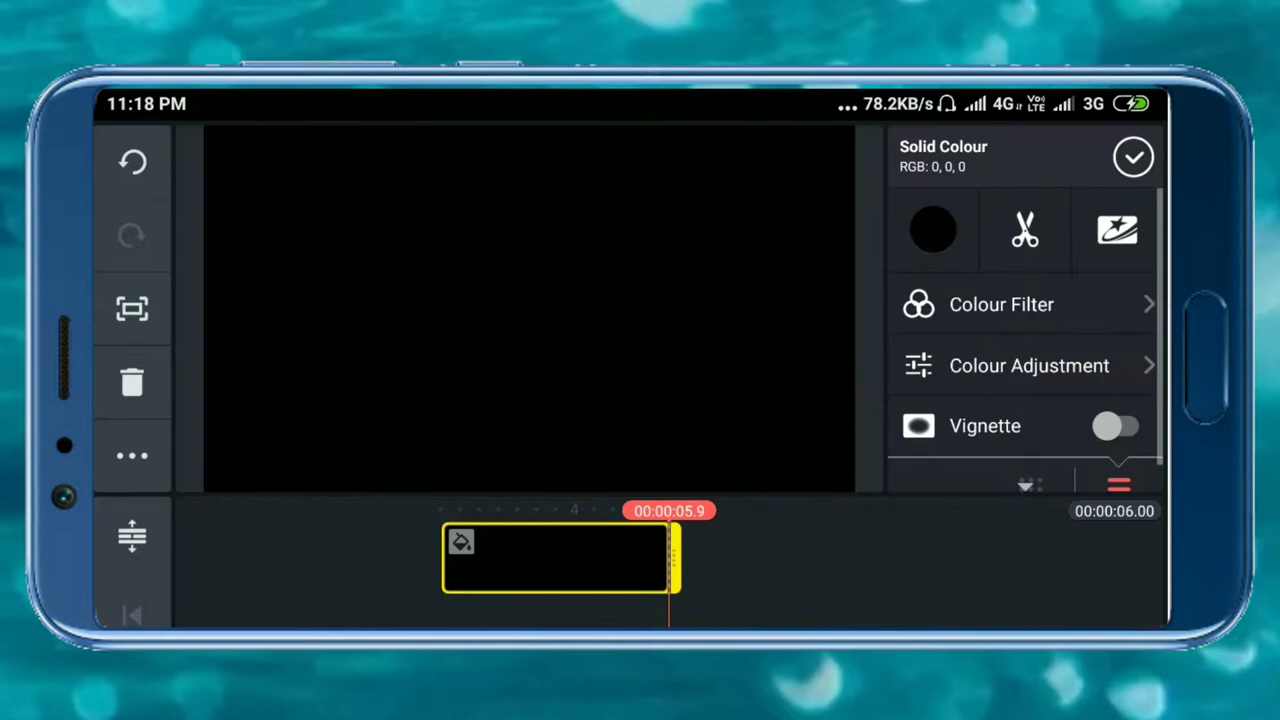 11:18 PM
... 78.2KB/s 4G Vo) LTE 3G
Solid Colour
RGB: 0, 0, 0
Colour Filter
Colour Adjustment
Vignette
4
00:00:05.9
00:00:06.00